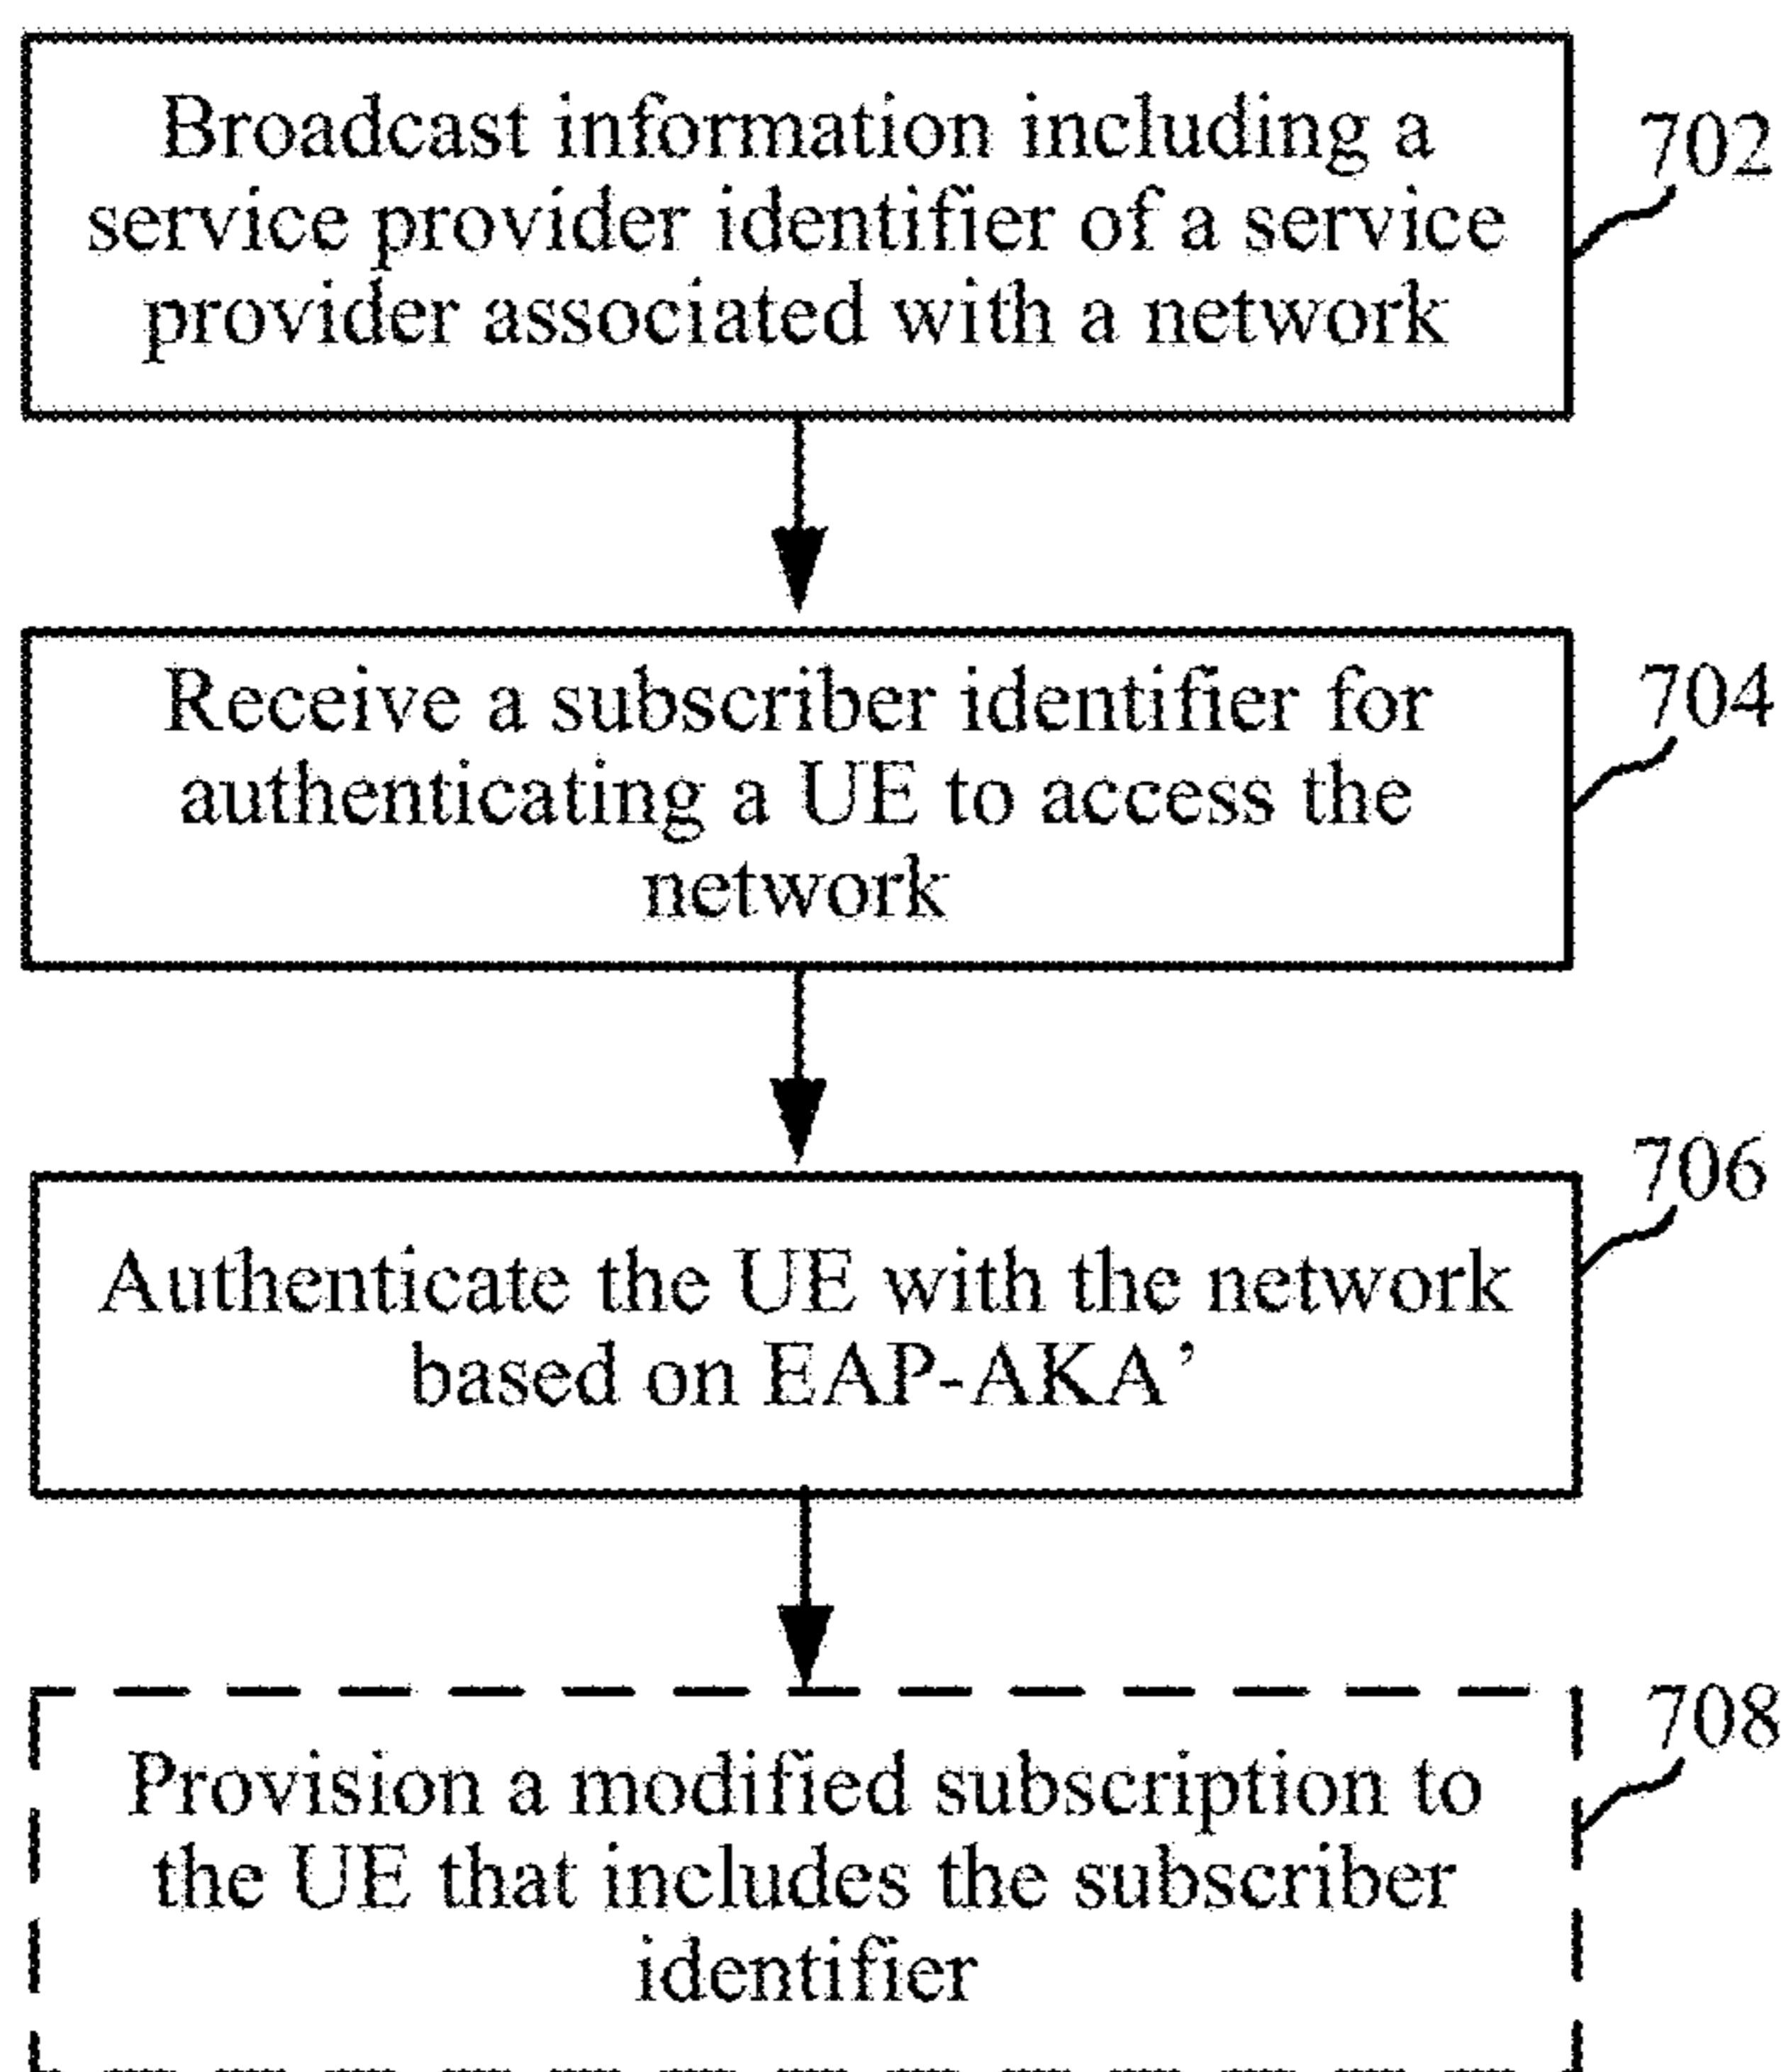 Broadcast information including a
service provider identifier of a service
provider associated with a network
702
Receive a subscriber identifier for
authenticating a UE to access the
network
704
Authenticate the UE with the network
based on EAP-AKA’
706
Provision a modified subscription to
the UE that includes the subscriber
identifier
708